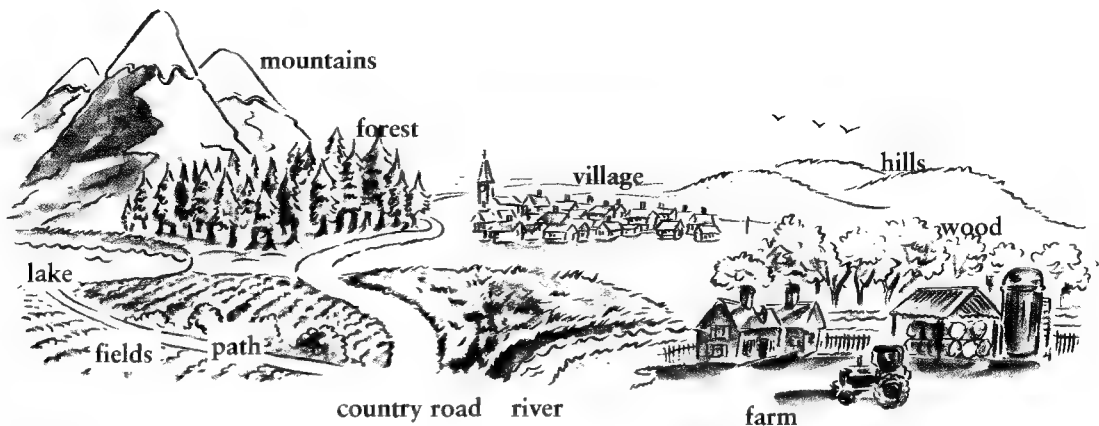 mountains
forest
village
hills
wood
lake
fields
path
country road
river
farm